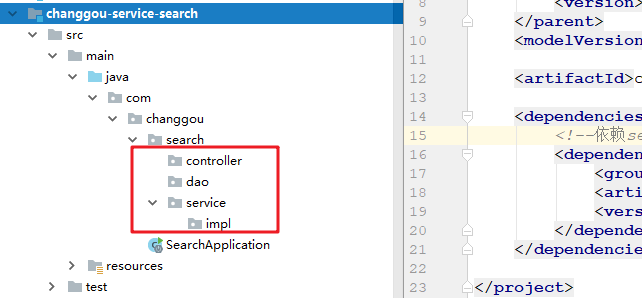 changgou-service-search
src
main
java
com
changgou
search
controller
dao
service
impl
SearchApplication
resources
test
8 <version>
9 </parent>
10 <modelVersion
11
12 <artifactId>c
13
14 <dependencies
15 <!--依赖se
16 <dependen
17 <grou
18 <arti
19 <vers
20 </depende
21 </dependencie
22
23 </project>